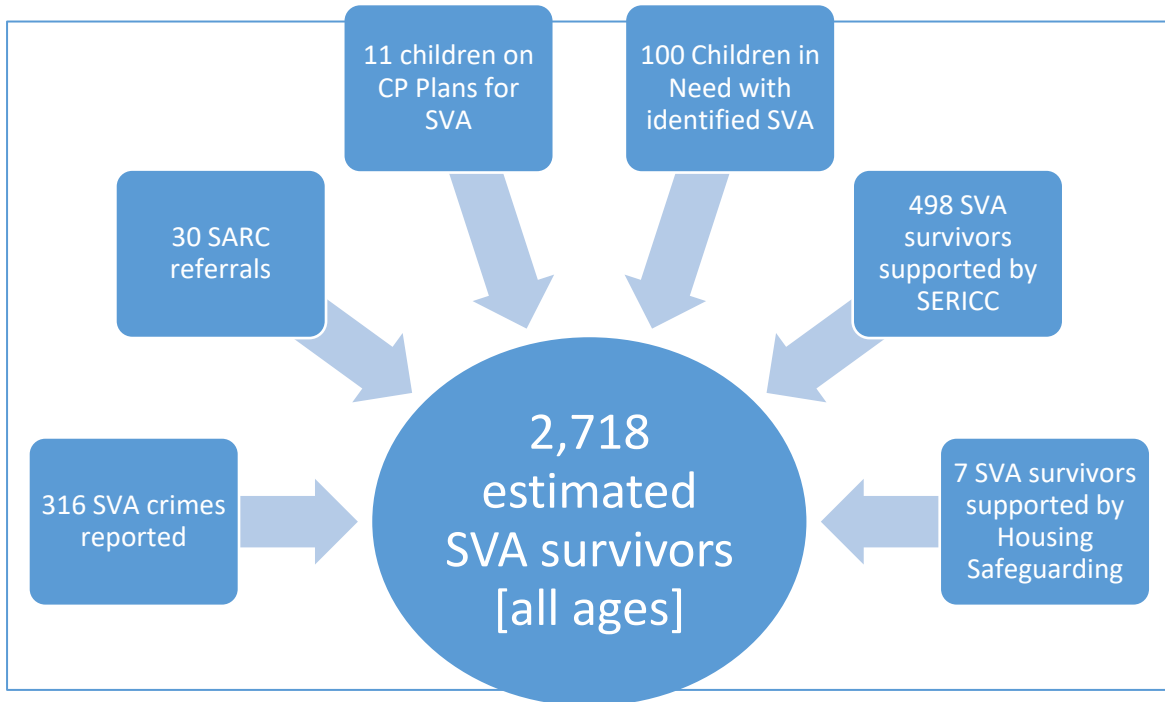 11 children on
CP Plans for
SVA
100 Children in
Need with
identified SVA
30 SARC
referrals
498 SVA
survivors
supported by
SERICC
316 SVA crimes
reported
2,718
estimated
SVA survivors
[all ages]
7 SVA survivors
supported by
Housing
Safeguarding